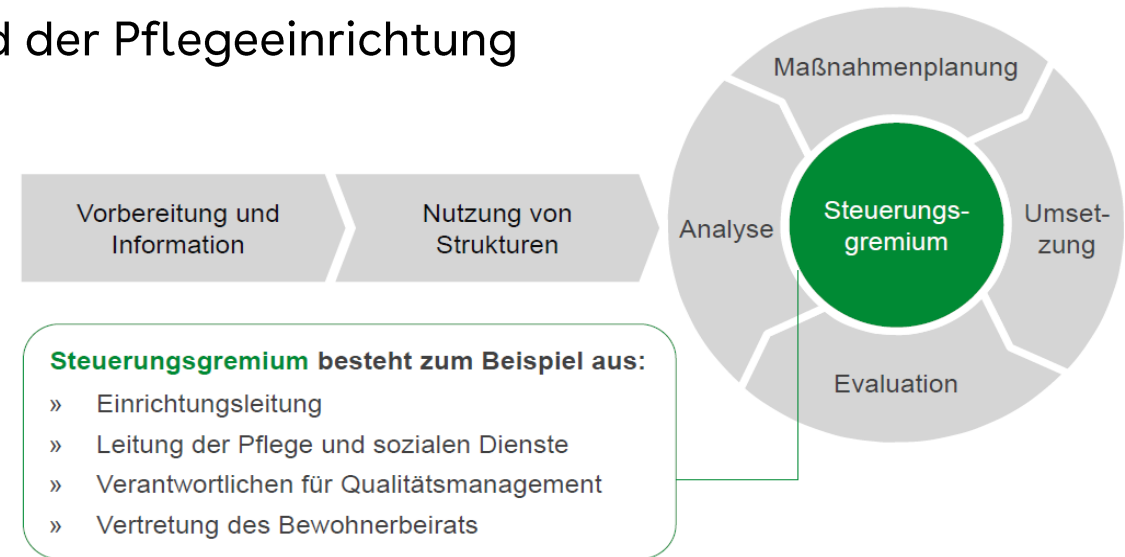 d der Pflegeeinrichtung
Vorbereitung und
Information
Nutzung von
Strukturen
Maßnahmenplanung
Analyse
Steuerungs-
gremium
Umset-
zung
Evaluation
Steuerungsgremium besteht zum Beispiel aus:
» Einrichtungsleitung
» Leitung der Pflege und sozialen Dienste
» Verantwortlichen für Qualitätsmanagement
» Vertretung des Bewohnerbeirats